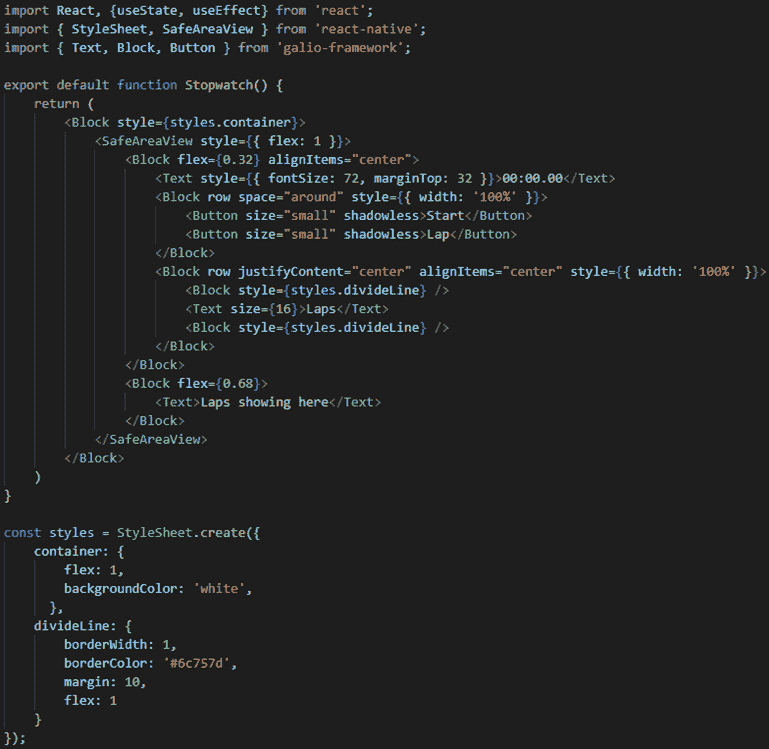 import React, {useState, useEffect} from 'react';
import { StyleSheet, SafeAreaView } from 'react-native';
import { Text, Block, Button } from 'galio-framework';

export default function Stopwatch() {
    return (
        <Block style={styles.container}>
            <SafeAreaView style={{ flex: 1 }}>
                <Block flex={0.32} alignItems="center">
                    <Text style={{ fontSize: 72, marginTop: 32 }}>00:00.00</Text>
                    <Block row space="around" style={{ width: '100%' }}>
                        <Button size="small" shadowless>Start</Button>
                        <Button size="small" shadowless>Lap</Button>
                    </Block>
                    <Block row justifyContent="center" alignItems="center" style={{ width: '100%' }}>
                        <Block style={styles.divideLine} />
                        <Text size={16}>Laps</Text>
                        <Block style={styles.divideLine} />
                    </Block>
                </Block>
                <Block flex={0.68}>
                    <Text>Laps showing here</Text>
                </Block>
            </SafeAreaView>
        </Block>
    )
}

const styles = StyleSheet.create({
    container: {
        flex: 1,
        backgroundColor: 'white',
      },
    divideLine: {
        borderWidth: 1,
        borderColor: '#6c757d',
        margin: 10,
        flex: 1
    }
});